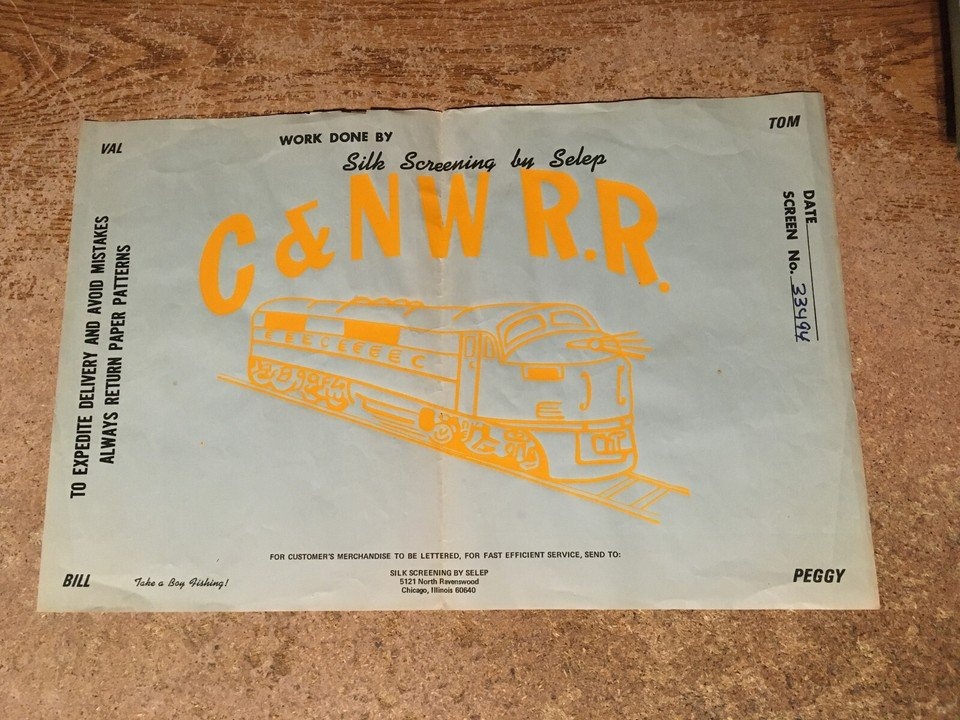 VAL
TOM
WORK DONE BY
Silk Screening by Selep
C & N W R.R.
DATE
SCREEN No. 33494
TO EXPEDITE DELIVERY AND AVOID MISTAKES
ALWAYS RETURN PAPER PATTERNS
FOR CUSTOMER'S MERCHANDISE TO BE LETTERED, FOR FAST EFFICIENT SERVICE, SEND TO:
SILK SCREENING BY SELEP
5121 North Ravenswood
Chicago, Illinois 60640
BILL
Take a Boy Fishing!
PEGGY